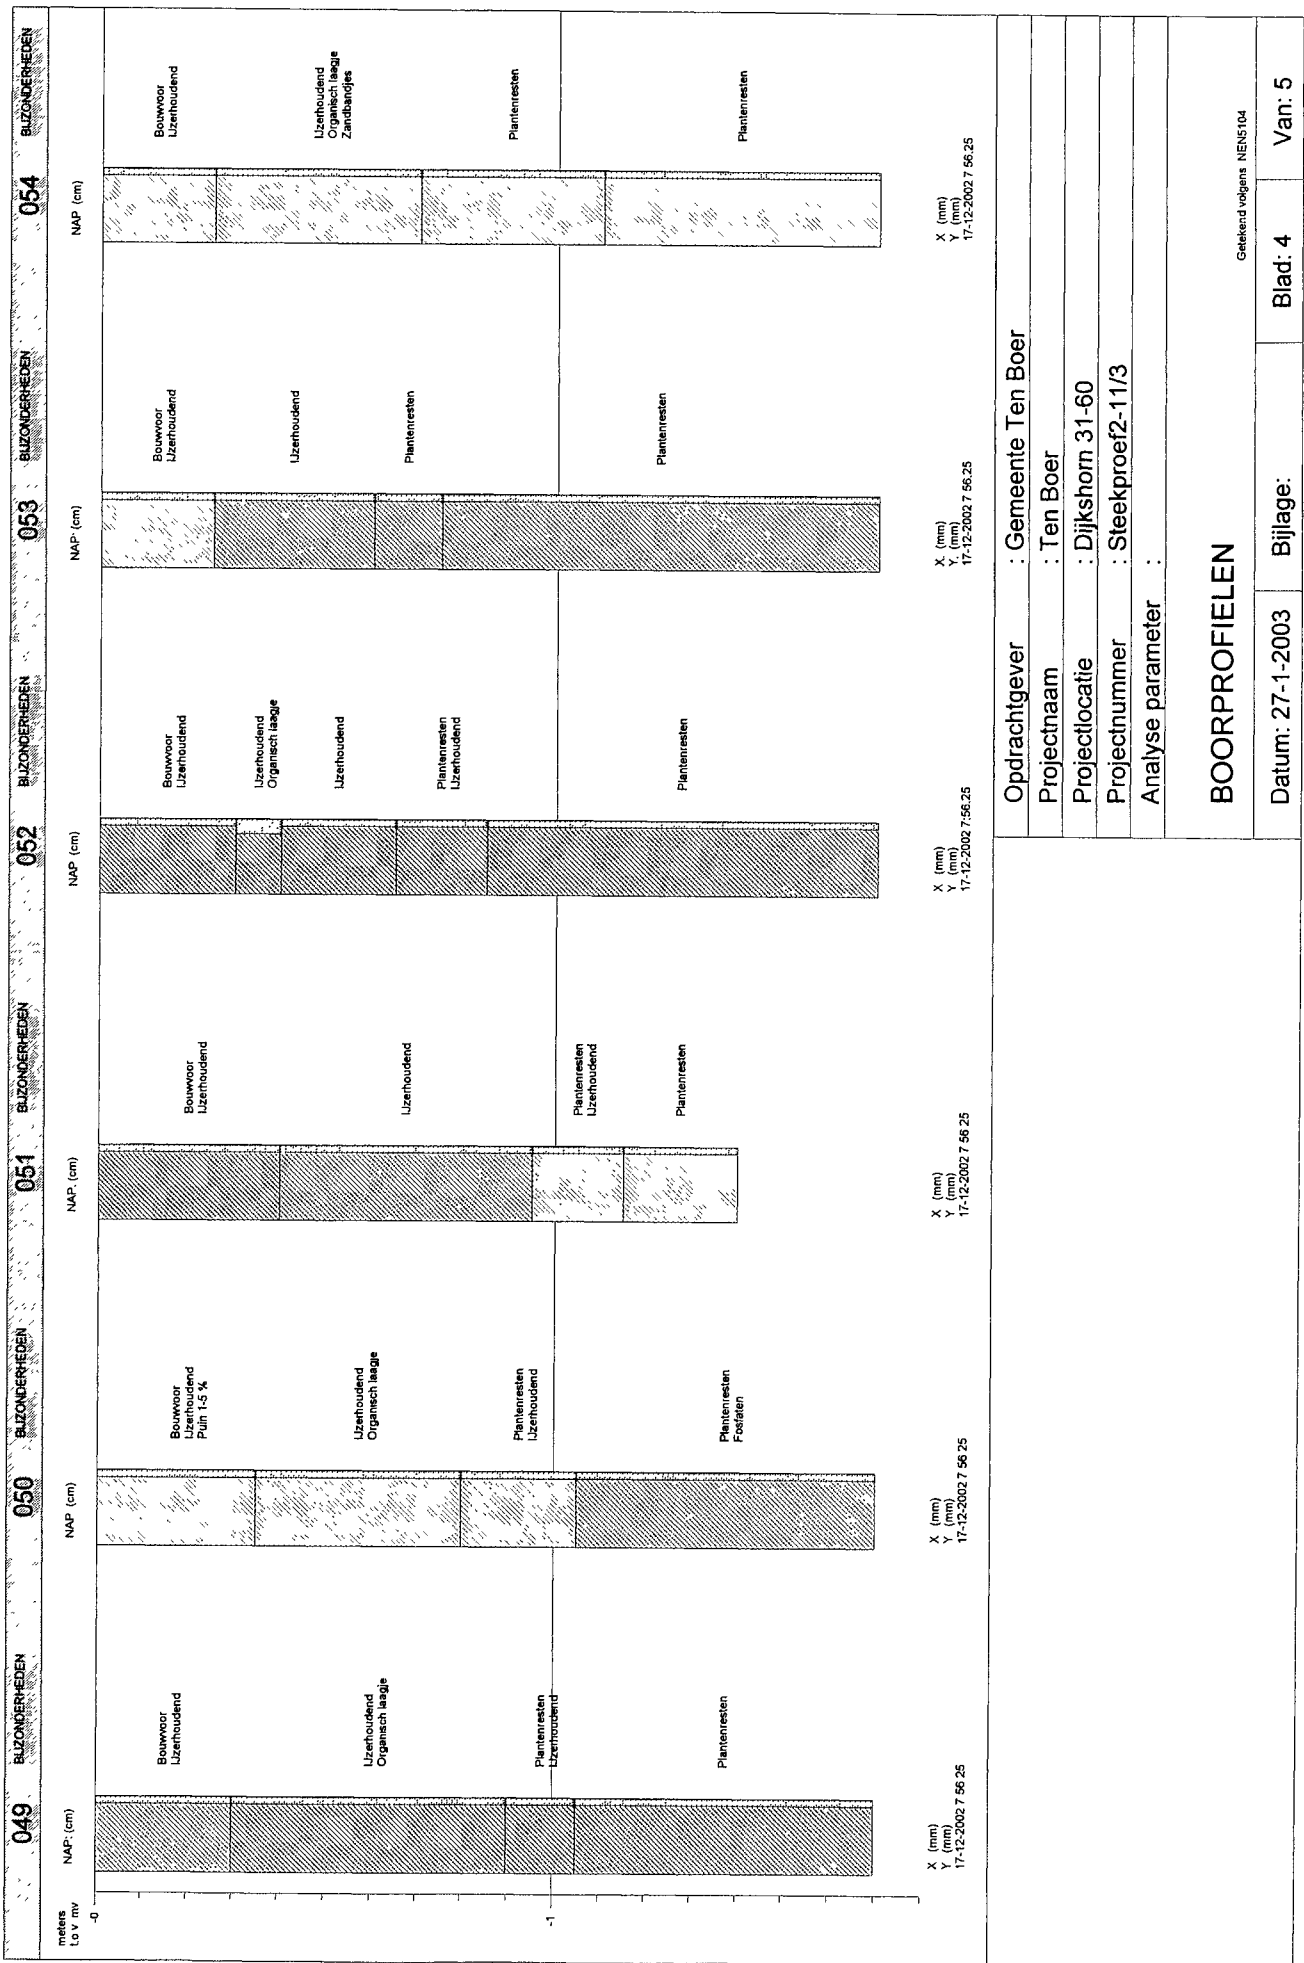 049 BIJZONDERHEDEN 050 BIJZONDERHEDEN 051 BIJZONDERHEDEN 052 BIJZONDERHEDEN 053 BIJZONDERHEDEN 054 BIJZONDERHEDEN
meters
t.o v mv
-0
-1
NAP: (cm)
Bouwvoor
IJzerhoudend
IJzerhoudend
Organisch laagje
Plantenresten
IJzerhoudend
Plantenresten
X (mm)
Y (mm)
17-12-2002 7 56 25
NAP (cm)
Bouwvoor
IJzerhoudend
Puin 1-5 %
IJzerhoudend
Organisch laagje
Plantenresten
IJzerhoudend
Plantenresten
Fosfaten
X (mm)
Y (mm)
17-12-2002 7 56 25
NAP. (cm)
Bouwvoor
IJzerhoudend
IJzerhoudend
Plantenresten
IJzerhoudend
Plantenresten
X (mm)
Y (mm)
17-12-2002 7 56 25
NAP (cm)
Bouwvoor
IJzerhoudend
IJzerhoudend
Organisch laagje
IJzerhoudend
Plantenresten
IJzerhoudend
Plantenresten
X (mm)
Y (mm)
17-12-2002 7:56.25
NAP: (cm)
Bouwvoor
IJzerhoudend
IJzerhoudend
Plantenresten
Plantenresten
X. (mm)
Y. (mm)
17-12-2002 7 56.25
NAP (cm)
Bouwvoor
IJzerhoudend
IJzerhoudend
Organisch laagje
Zandbandjes
Plantenresten
Plantenresten
X (mm)
Y (mm)
17-12-2002 7 56.25
Opdrachtgever : Gemeente Ten Boer
Projectnaam : Ten Boer
Projectlocatie : Dijkshorn 31-60
Projectnummer : Steekproef2-11/3
Analyse parameter :
BOORPROFIELEN
Getekend volgens NEN5104
Datum: 27-1-2003 Bijlage: Blad: 4 Van: 5